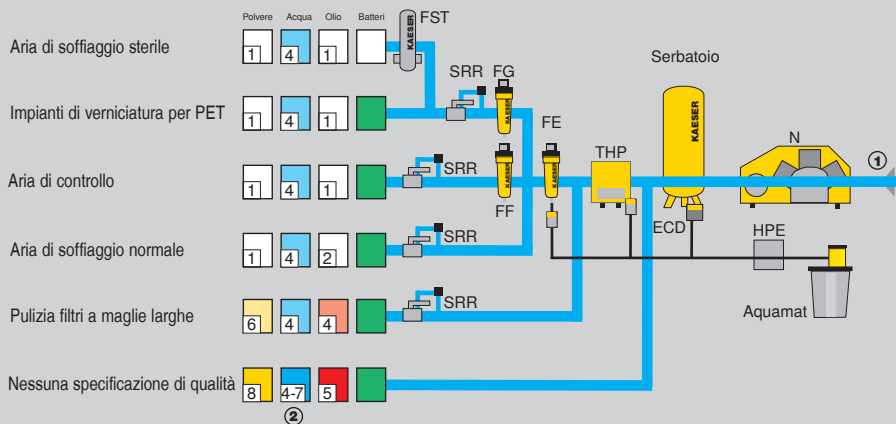 Polvere Acqua Olio Batteri
Aria di soffiaggio sterile
1 4 1
KAESER
FST
Serbatoio
SRR FG
Impianti di verniciatura per PET
1 4 1
KAESER
FE
KAESER
THP
N
1
Aria di controllo
1 4 1
SRR
KAESER
KAESER
FF
Aria di soffiaggio normale
1 4 2
SRR
ECD
HPE
Pulizia filtri a maglie larghe
6 4 4
SRR
Aquamat
Nessuna specificazione di qualità
8 4-7 5
2